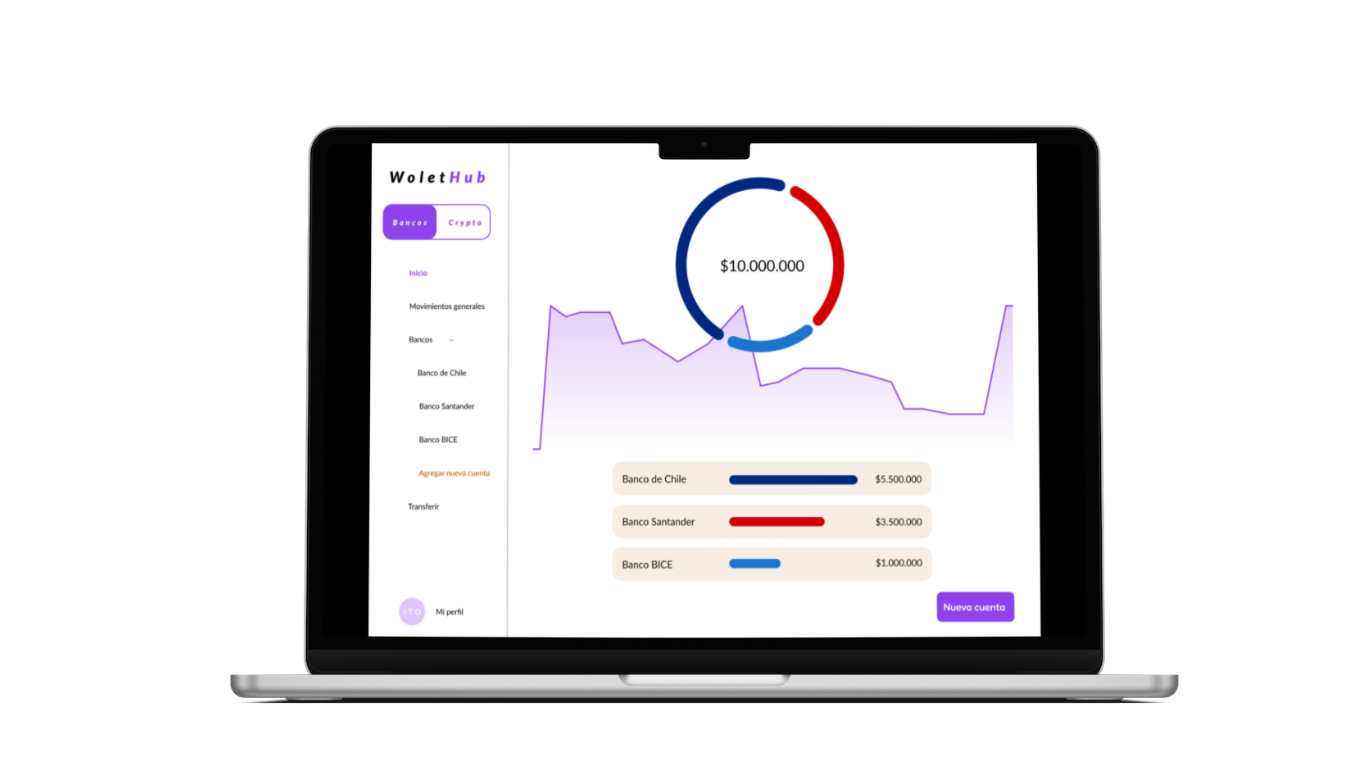 WoletHub
Bancos
Crypto
Inicio
Movimientos generales
Bancos
Banco de Chile
Banco Santander
Banco BICE
Agregar nueva cuenta
Transferir
JTO
Mi perfil
$10.000.000
Banco de Chile $5.500.000
Banco Santander $3.500.000
Banco BICE $1.000.000
Nueva cuenta